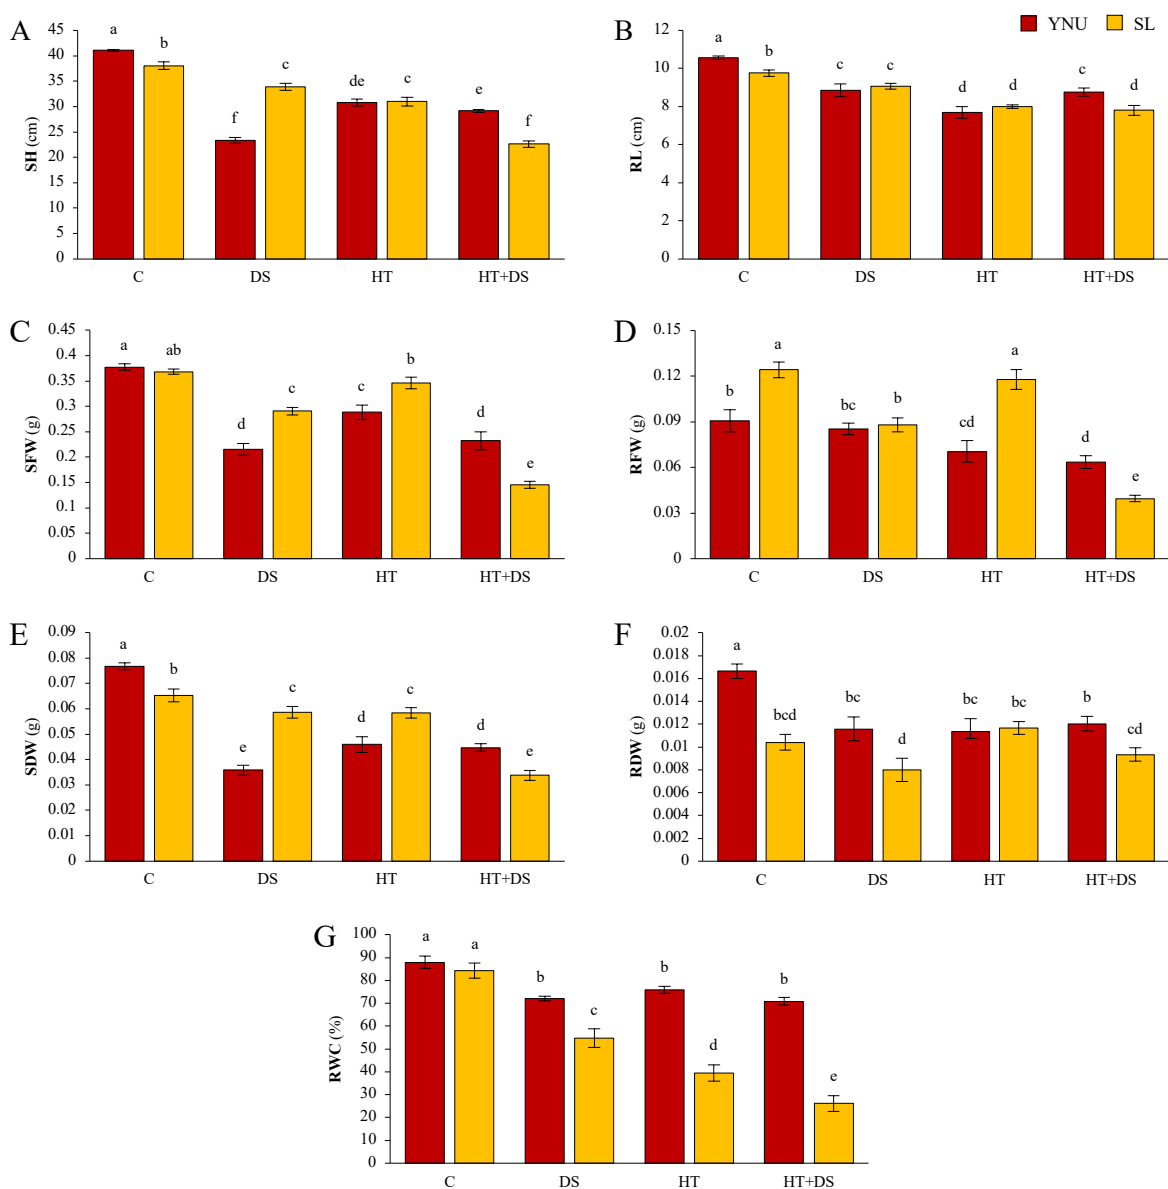 A
SH (cm)
45
40
35
30
25
20
15
10
5
0
a
b
f
c
de
c
e
f
C
DS
HT
HT+DS
B
YNU
SL
RL (cm)
12
10
8
6
4
2
0
a
b
c
c
d
d
c
d
C
DS
HT
HT+DS
C
SFW (g)
0.45
0.4
0.35
0.3
0.25
0.2
0.15
0.1
0.05
0
a
ab
d
c
c
b
d
e
C
DS
HT
HT+DS
D
RFW (g)
0.15
0.12
0.09
0.06
0.03
0
b
a
bc
b
cd
a
d
e
C
DS
HT
HT+DS
E
SDW (g)
0.09
0.08
0.07
0.06
0.05
0.04
0.03
0.02
0.01
0
a
b
e
c
d
c
d
e
C
DS
HT
HT+DS
F
RDW (g)
0.02
0.018
0.016
0.014
0.012
0.01
0.008
0.006
0.004
0.002
0
a
bcd
bc
d
bc
bc
b
cd
C
DS
HT
HT+DS
G
RWC (%)
100
90
80
70
60
50
40
30
20
10
0
a
a
b
c
b
d
b
e
C
DS
HT
HT+DS